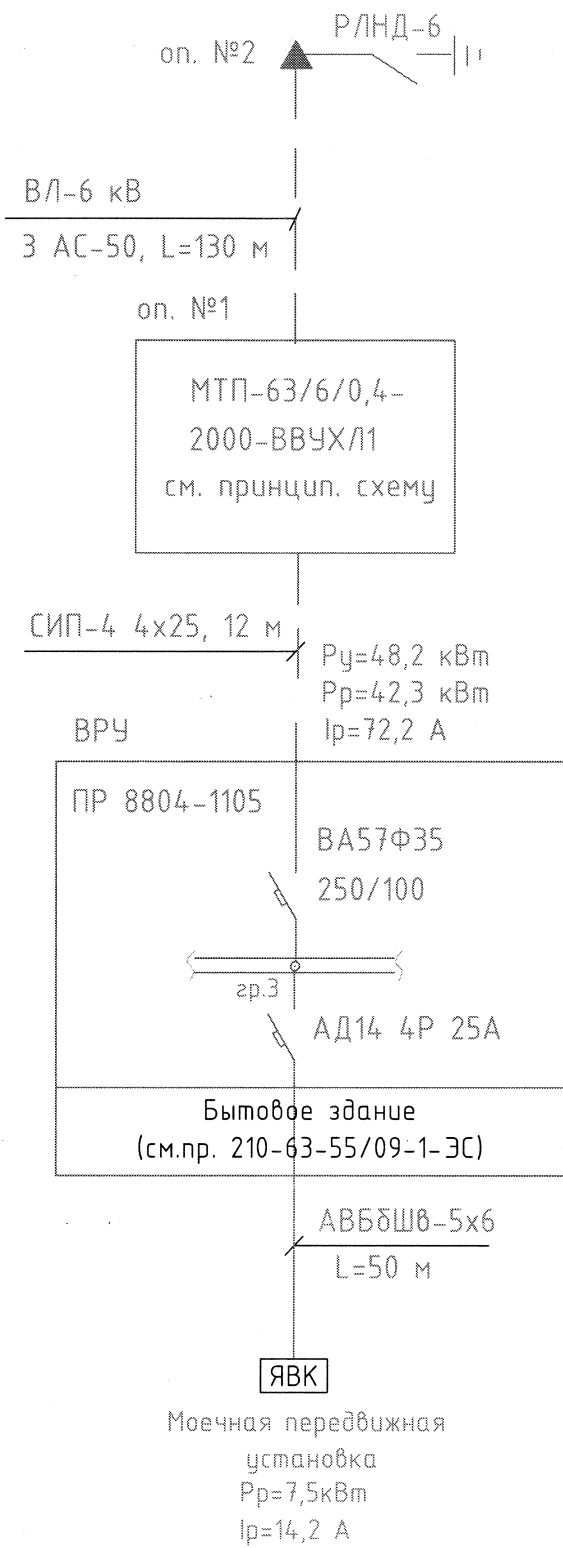 РЛНД-6
оп. №2
ВЛ-6 кВ
3 АС-50, L=130 м
оп. №1
МТП-63/6/0,4-
2000-ВВУХЛ1
см. принцип. схему
СИП-4 4х25, 12 м
Ру=48,2 кВт
Рр=42,3 кВт
Iр=72,2 А
ВРУ
ПР 8804-1105
ВА57Ф35
250/100
гр.3
АД14 4Р 25А
Бытовое здание
(см.пр. 210-63-55/09-1-ЭС)
АВБбШв-5х6
L=50 м
ЯВК
Моечная передвижная
установка
Рр=7,5кВт
Iр=14,2 А